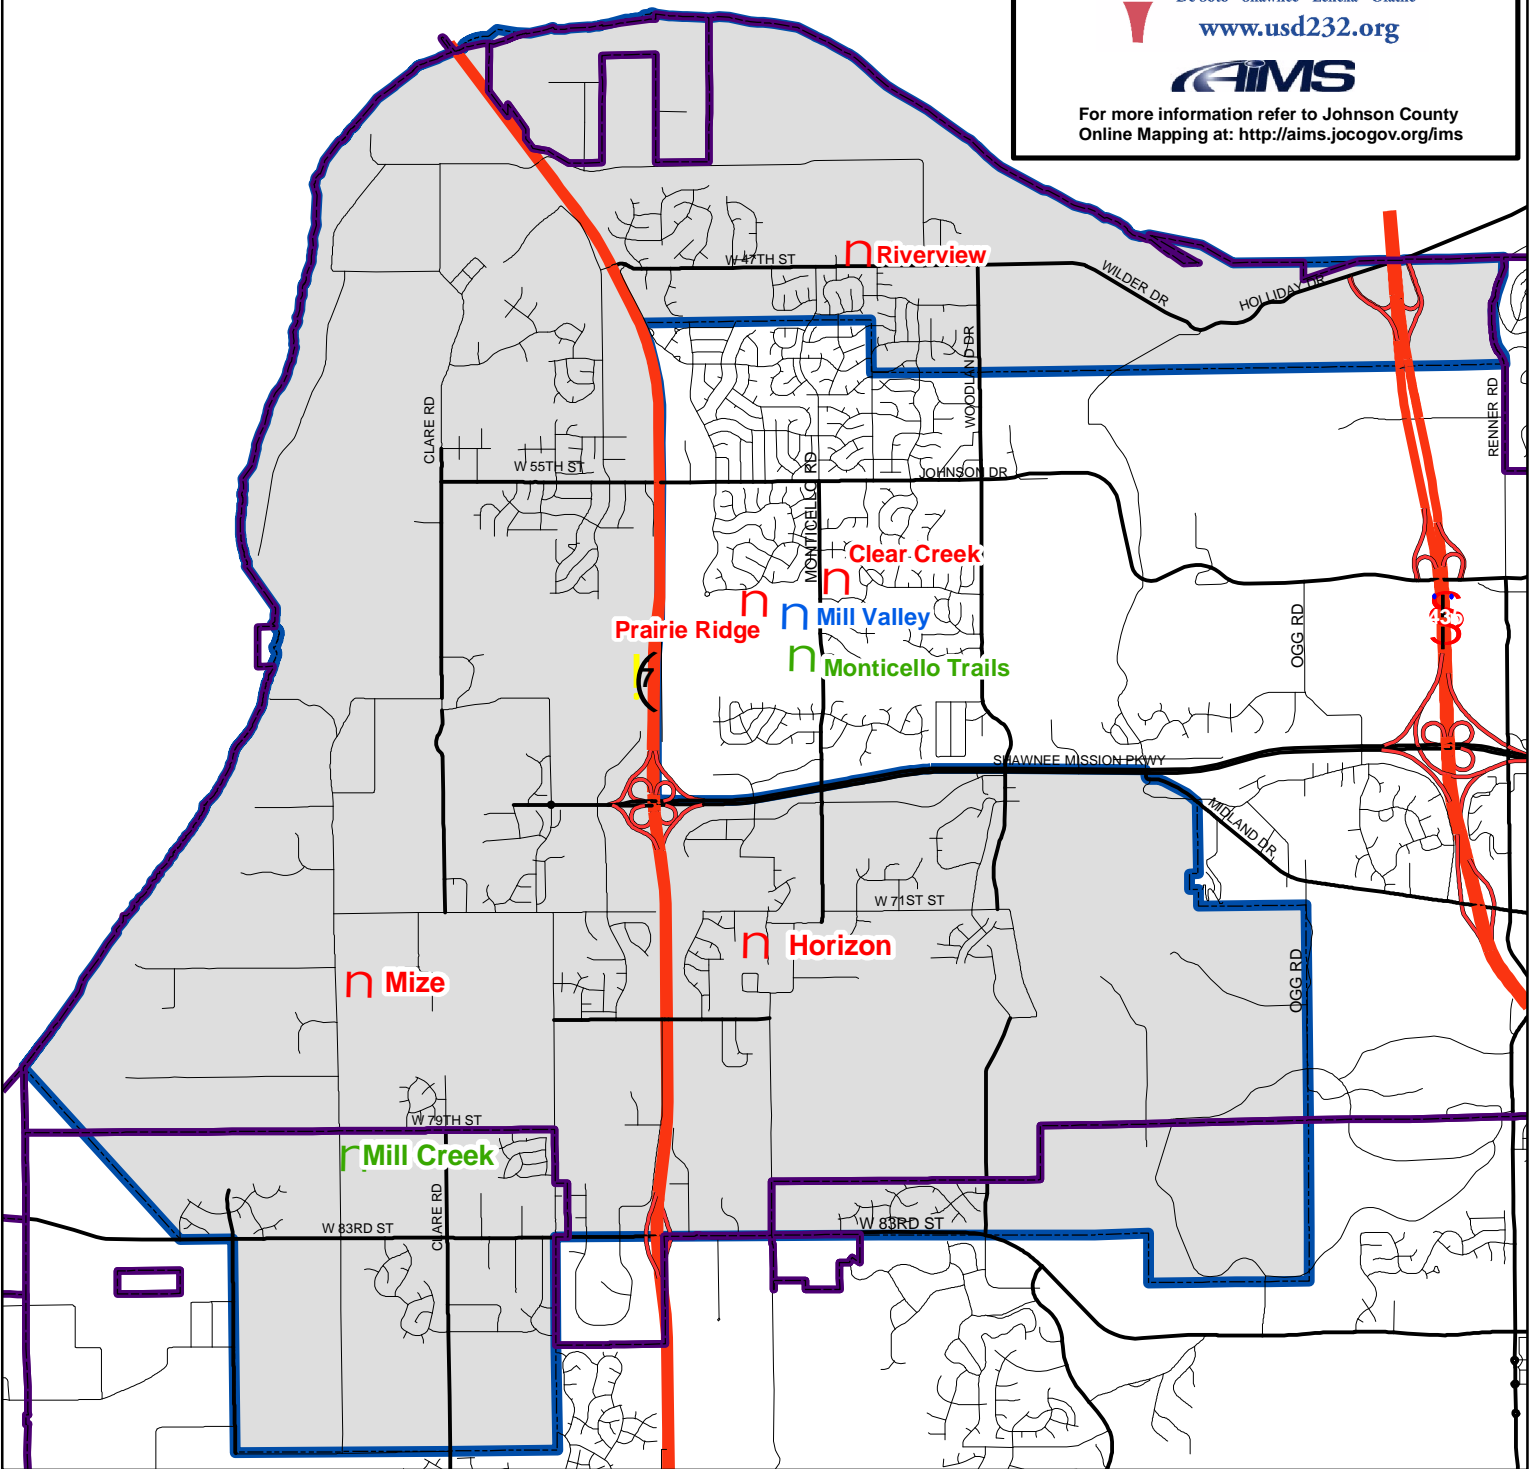 www.usd232.org
AIMS
For more information refer to Johnson County
Online Mapping at: http://aims.jocogov.org/ims
W 47TH ST
Riverview
WILDER DR
HOLLIDAY DR
WOODLAND DR
CLARE RD
RENNER RD
W 55TH ST
MONTICELLO RD
JOHNSON DR
Clear Creek
Prairie Ridge
Mill Valley
OGG RD
435
Monticello Trails
7
SHAWNEE MISSION PKWY
MIDLAND DR
W 71ST ST
Horizon
Mize
OGG RD
W 79TH ST
Mill Creek
CLARE RD
W 83RD ST
W 83RD ST